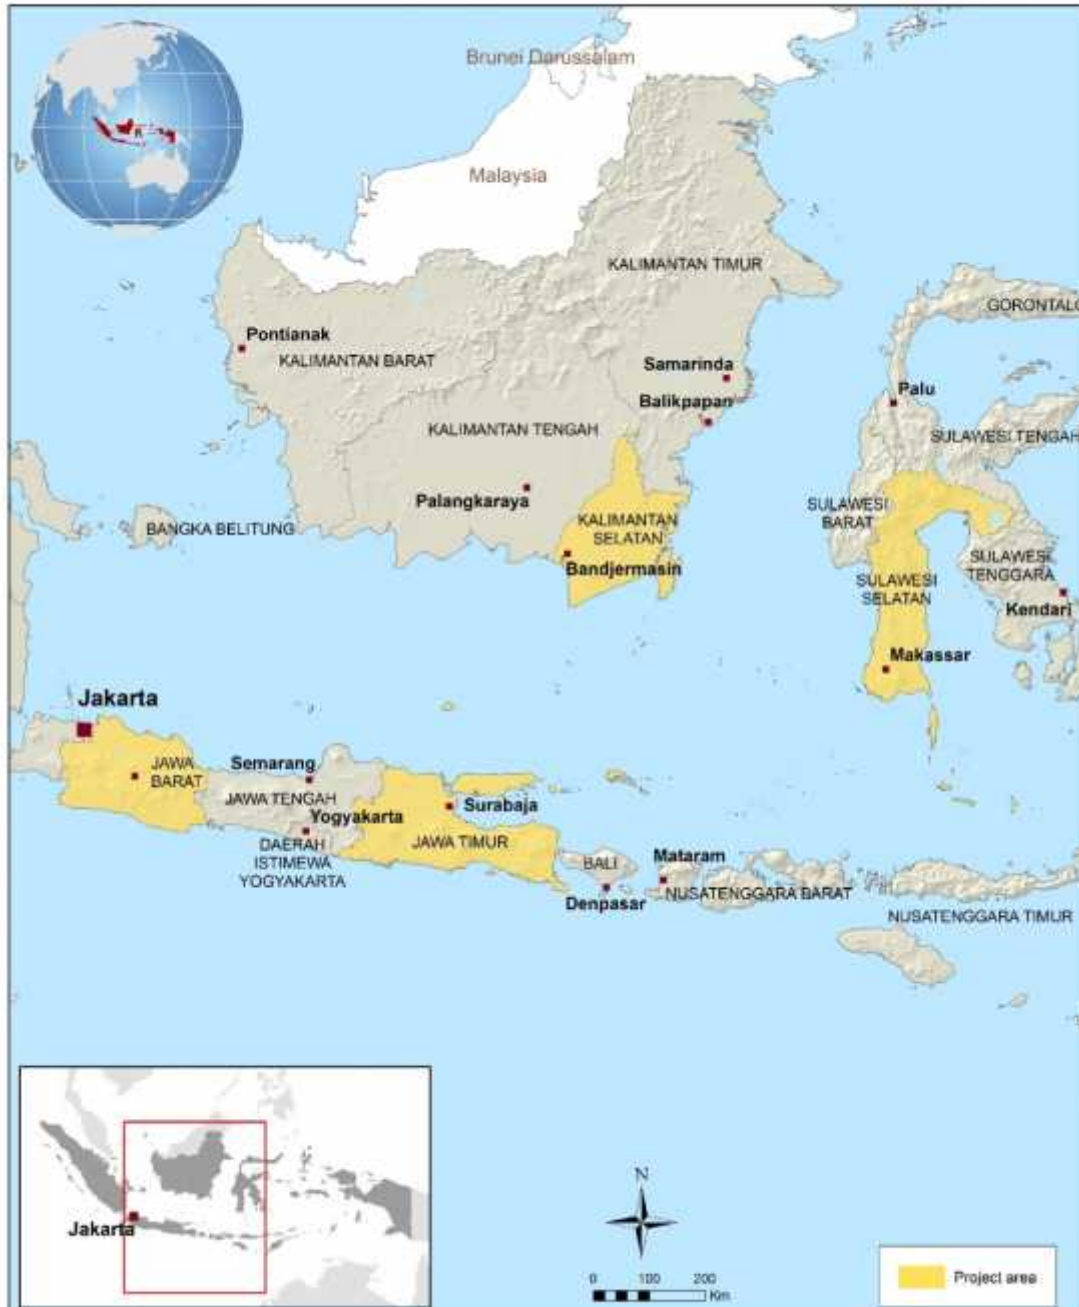 Brunei Darussalam
Malaysia
KALIMANTAN TIMUR
GORONTALO
Pontianak
KALIMANTAN BARAT
Samarinda
Balikpapan
Palu
KALIMANTAN TENGAH
SULAWESI TENGAH
Palangkaraya
BANGKA BELITUNG
KALIMANTAN
SELATAN
SULAWESI
BARAT
Bandjermasin
SULAWESI
TENGGARA
SULAWESI
SELATAN
Kendari
Makassar
Jakarta
JAWA
BARAT
Semarang
JAWA TENGAH
Yogyakarta
Surabaja
DAERAH
ISTIMEWA
YOGYAKARTA
JAWA TIMUR
BALI
Mataram
Denpasar
NUSATENGGARA BARAT
NUSATENGGARA TIMUR
Jakarta
N
0 100 200
Km
Project area